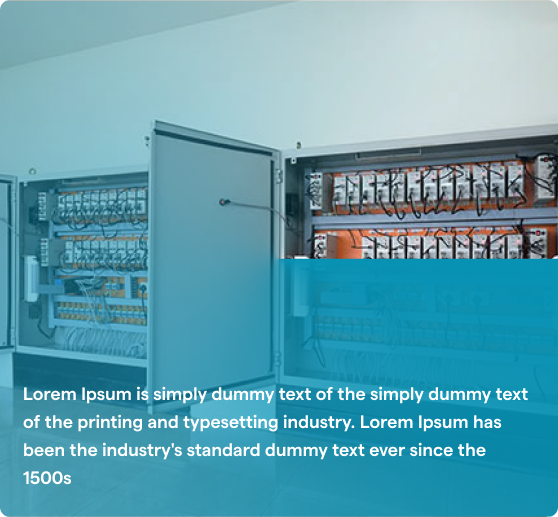 Lorem Ipsum is simply dummy text of the simply dummy text
of the printing and typesetting industry. Lorem Ipsum has
been the industry's standard dummy text ever since the
1500s